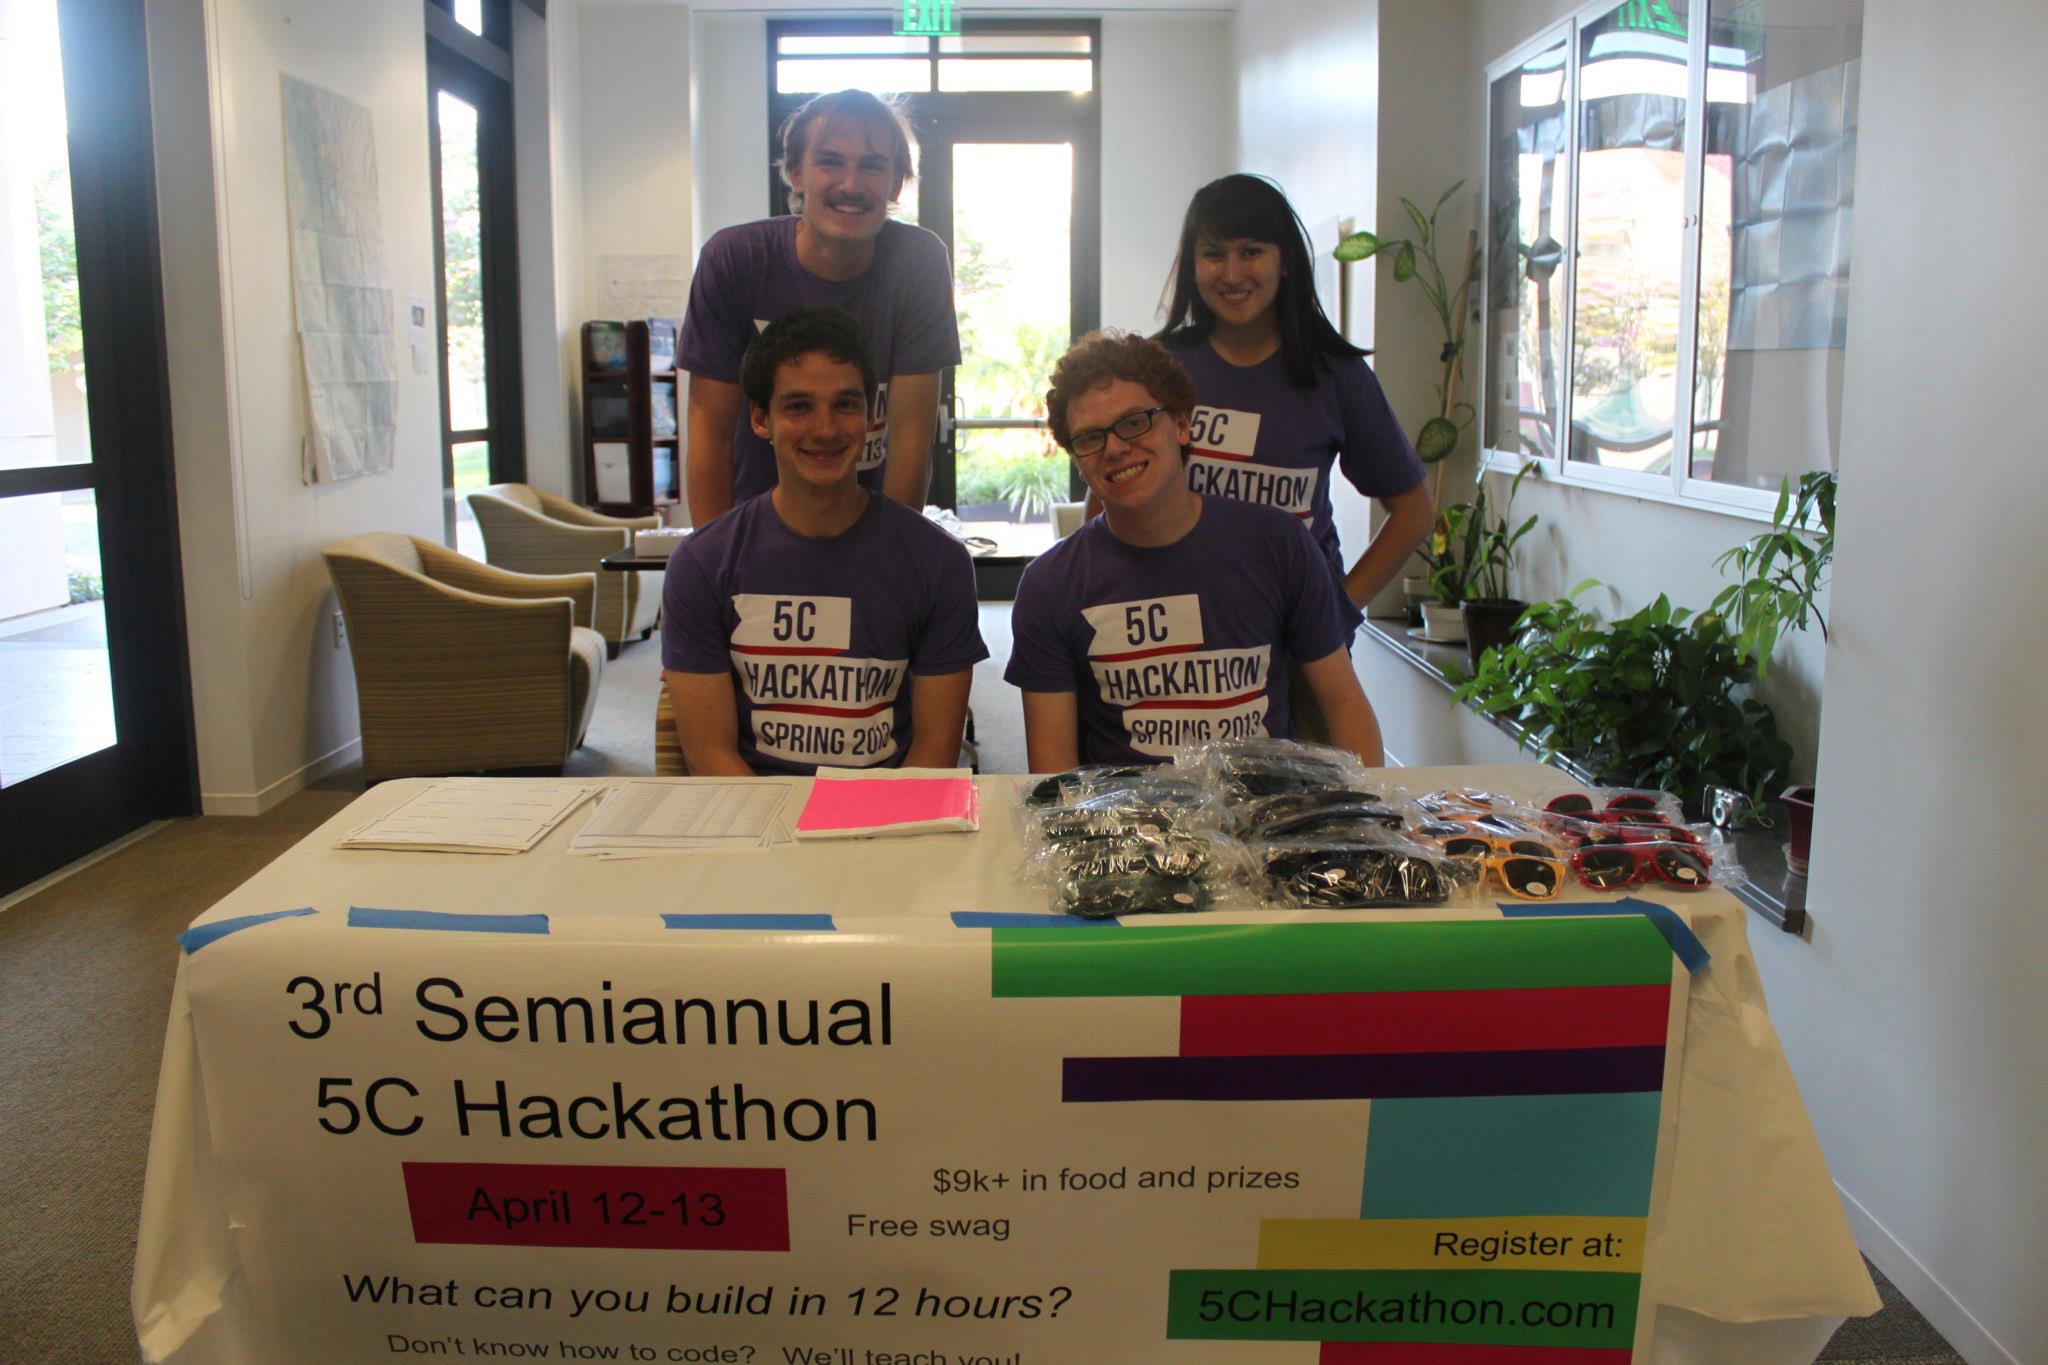 EXIT
5C
HACKATHON
5C
HACKATHON
SPRING 2013
5C
HACKATHON
SPRING 2013
3rd Semiannual
5C Hackathon
April 12-13
$9k+ in food and prizes
Free swag
What can you build in 12 hours?
Don't know how to code? We'll teach you!
Register at:
5CHackathon.com